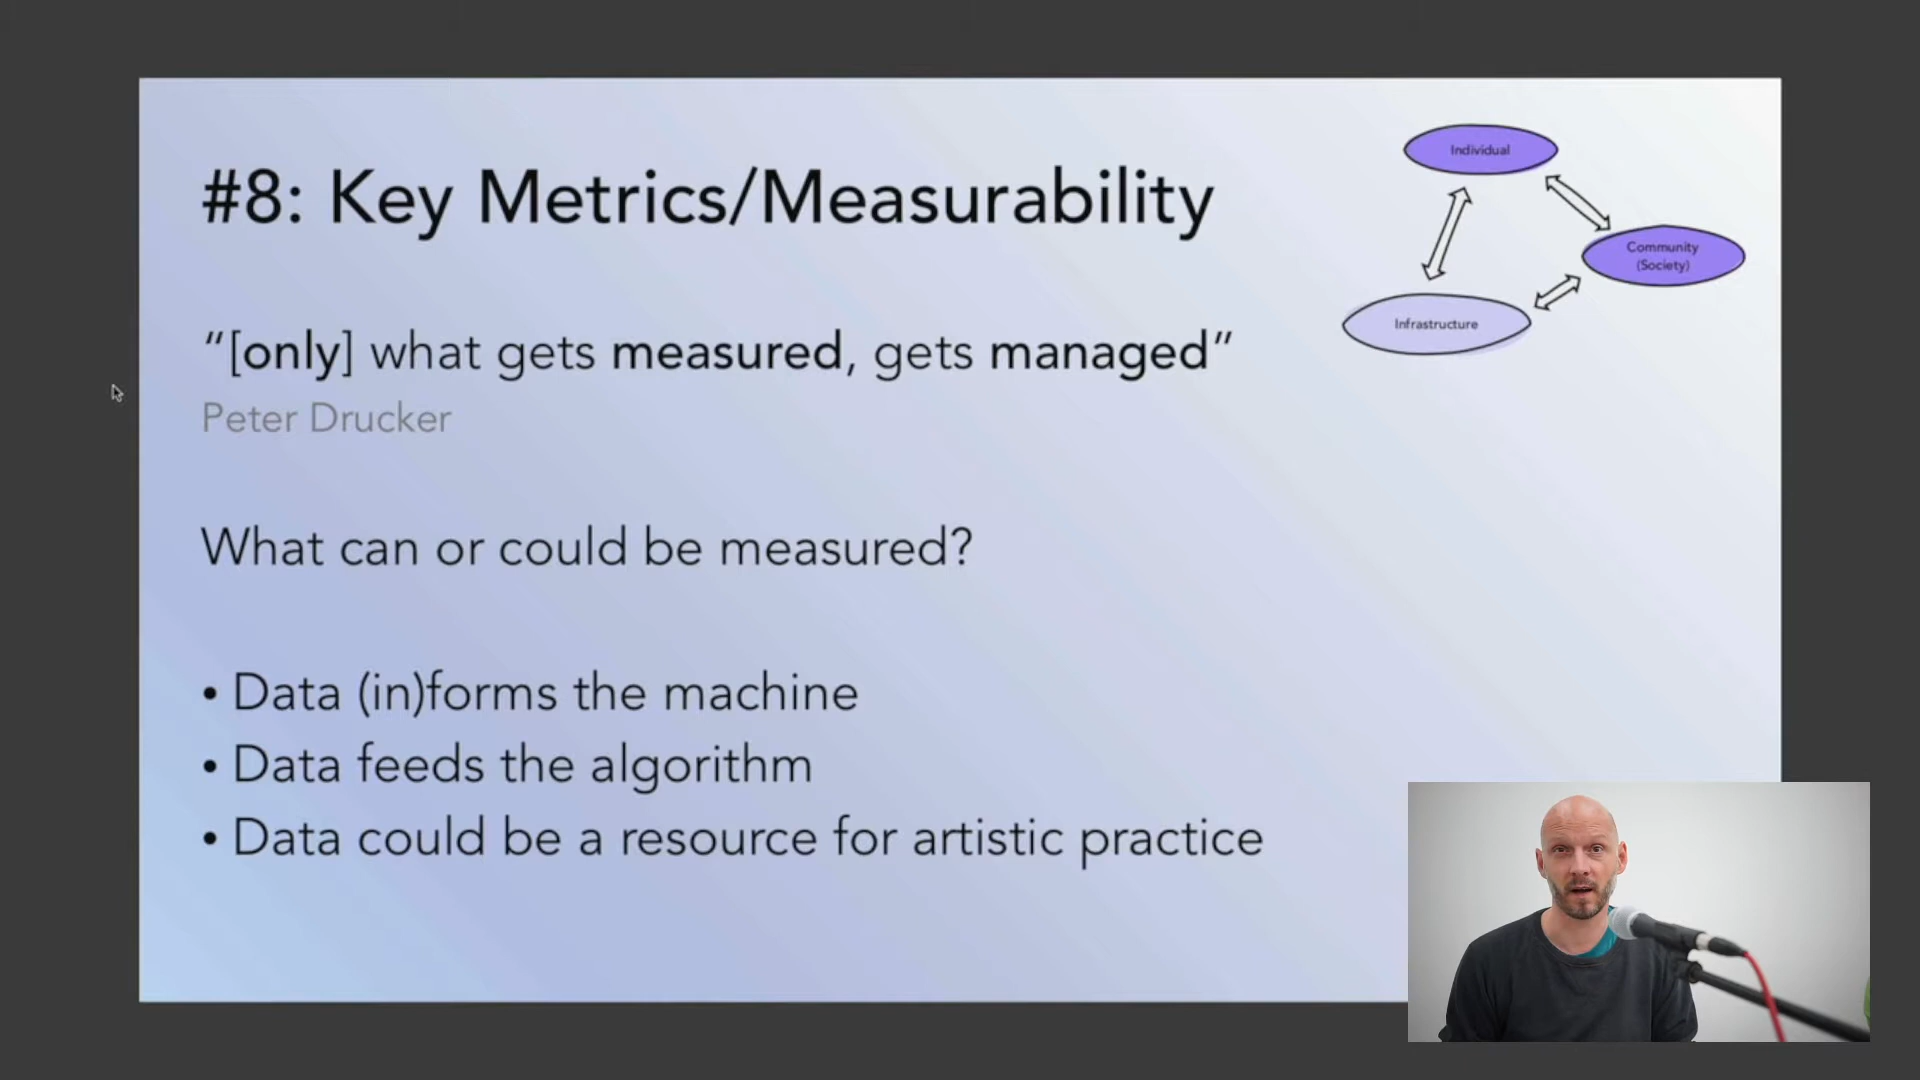 #8: Key Metrics/Measurability
Individual
Community
(Society)
Infrastructure
“[only] what gets measured, gets managed”
Peter Drucker
What can or could be measured?
• Data (in)forms the machine
• Data feeds the algorithm
• Data could be a resource for artistic practice